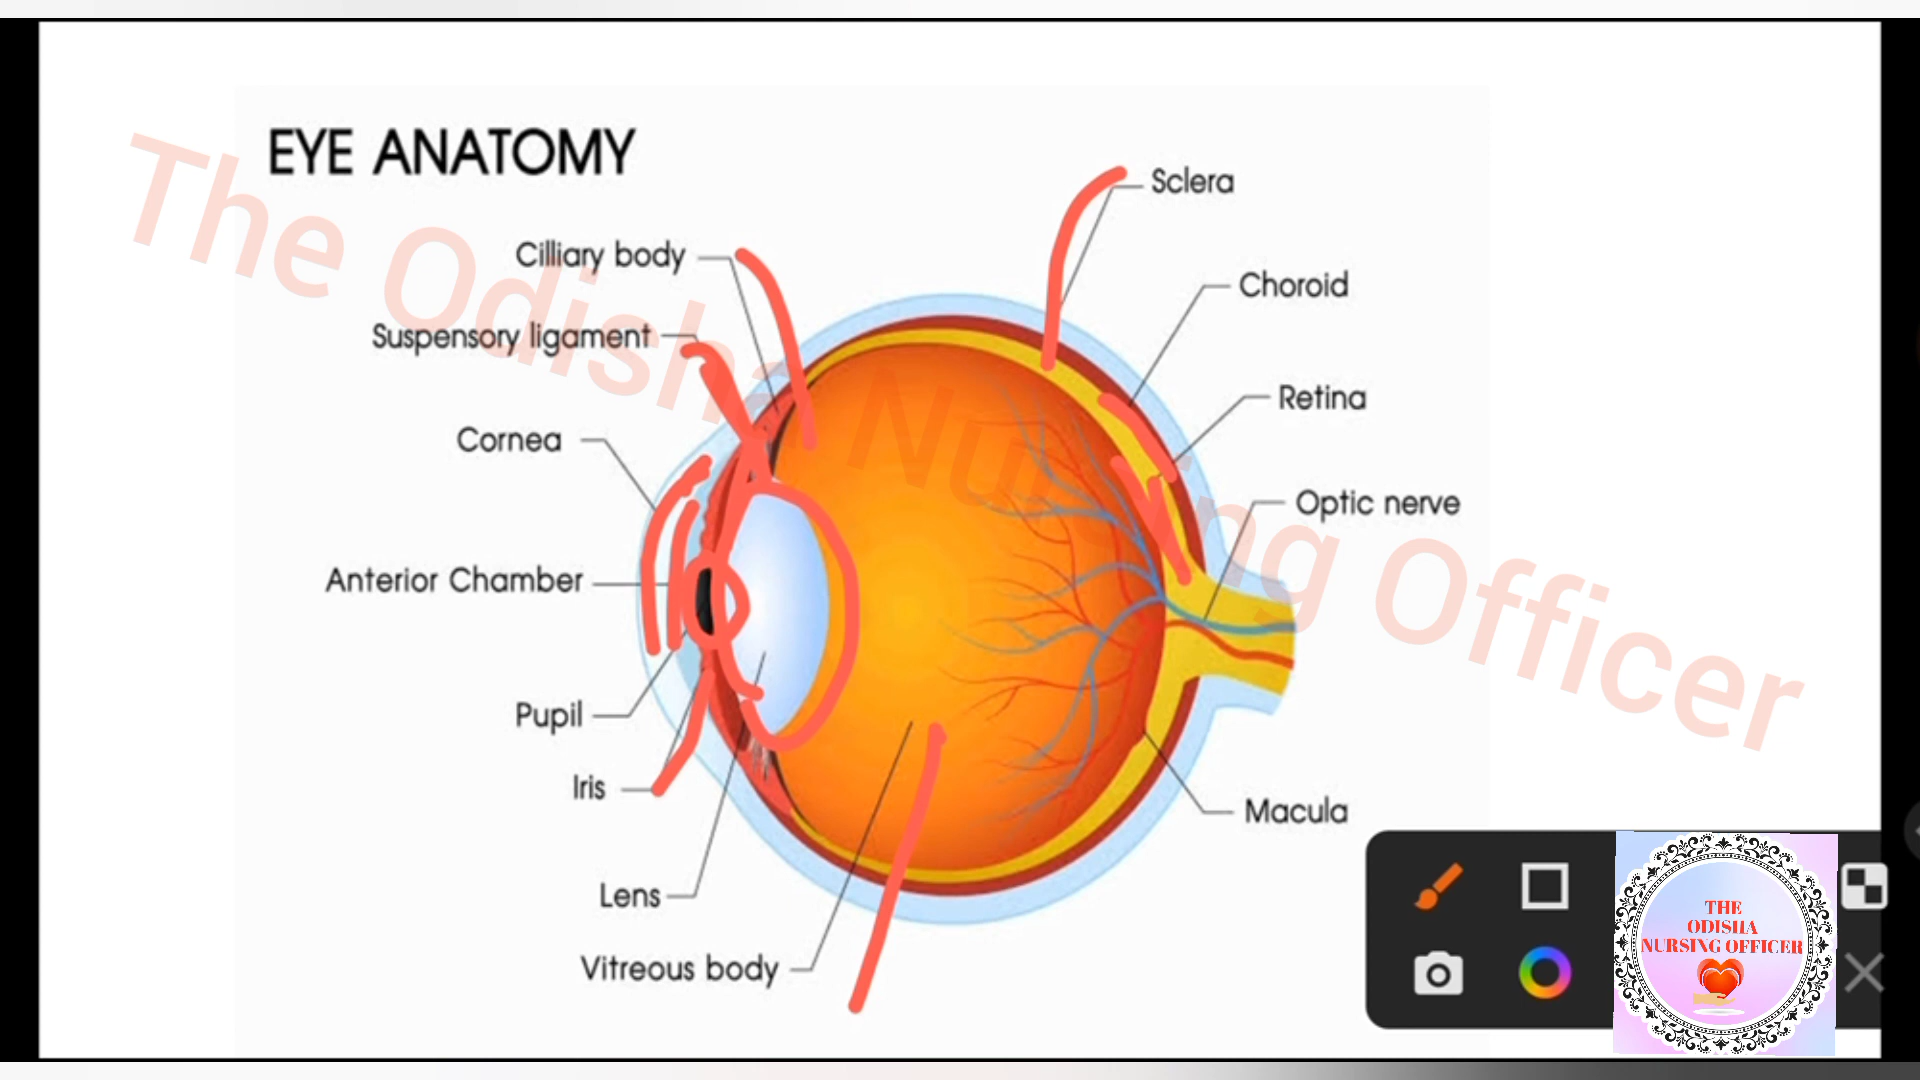 EYE ANATOMY
Sclera
Cilliary body
Choroid
Suspensory ligament
Retina
Cornea
Optic nerve
Anterior Chamber
Pupil
Iris
Macula
Lens
Vitreous body
The Odisha Nursing Officer
THE
ODISHA
NURSING OFFICER